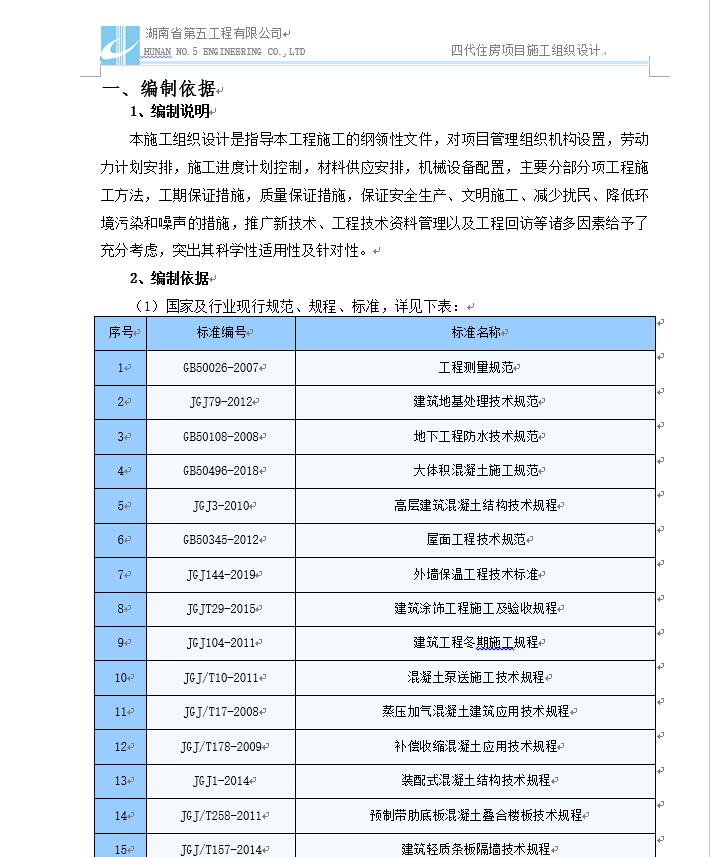 湖南省第五工程有限公司
HUNAN NO.5 ENGINEERING CO.,LTD
四代住房项目施工组织设计
一、编制依据
1、编制说明
本施工组织设计是指导本工程施工的纲领性文件，对项目管理组织机构设置，劳动
力计划安排，施工进度计划控制，材料供应安排，机械设备配置，主要分部分项工程施
工方法，工期保证措施，质量保证措施，保证安全生产、文明施工、减少扰民、降低环
境污染和噪声的措施，推广新技术、工程技术资料管理以及工程回访等诸多因素给予了
充分考虑，突出其科学性适用性及针对性。
2、编制依据
（1）国家及行业现行规范、规程、标准，详见下表：
序号 标准编号 标准名称
1 GB50026-2007 工程测量规范
2 JGJ79-2012 建筑地基处理技术规范
3 GB50108-2008 地下工程防水技术规范
4 GB50496-2018 大体积混凝土施工规范
5 JGJ3-2010 高层建筑混凝土结构技术规程
6 GB50345-2012 屋面工程技术规范
7 JGJ144-2019 外墙保温工程技术标准
8 JGJT29-2015 建筑涂饰工程施工及验收规程
9 JGJ104-2011 建筑工程冬期施工规程
10 JGJ/T10-2011 混凝土泵送施工技术规程
11 JGJ/T17-2008 蒸压加气混凝土建筑应用技术规程
12 JGJ/T178-2009 补偿收缩混凝土应用技术规程
13 JGJ1-2014 装配式混凝土结构技术规程
14 JGJ/T258-2011 预制带肋底板混凝土叠合楼板技术规程
15 JGJ/T157-2014 建筑轻质条板隔墙技术规程